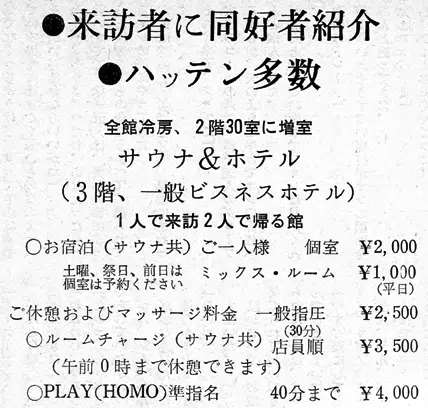 ●来訪者に同好者紹介
●ハッテン多数
全館冷房、2階30室に増室
サウナ&ホテル
(3階、一般ビスネスホテル)
1人で来訪2人で帰る館
○お宿泊(サウナ共)ご一人様 個室 ¥2,000
土曜、祭日、前日は個室は予約ください ミックス・ルーム ¥1,000(平日)
ご休憩およびマッサージ料金 一般指圧(30分) ¥2,500
○ルームチャージ(サウナ共)店員順 ¥3,500
(午前0時まで休憩できます)
○PLAY(HOMO)準指名 40分まで ¥4,000